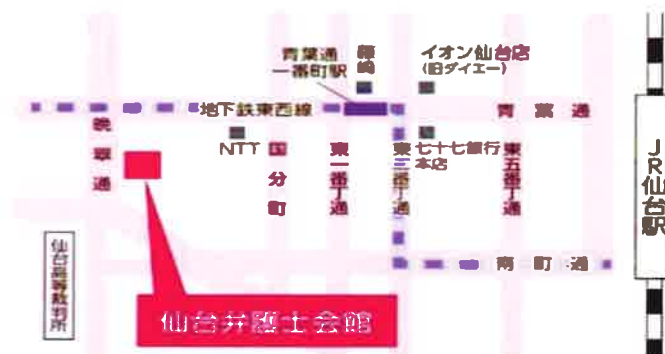 青葉通
一番町駅
藤崎
イオン仙台店
(旧ダイエー)
地下鉄東西線
青葉通
晩翠通
NTT
国分町
東一番丁通
東三番丁通
七十七銀行
本店
東五番丁通
JR仙台駅
南町通
仙台高等裁判所
仙台弁護士会館